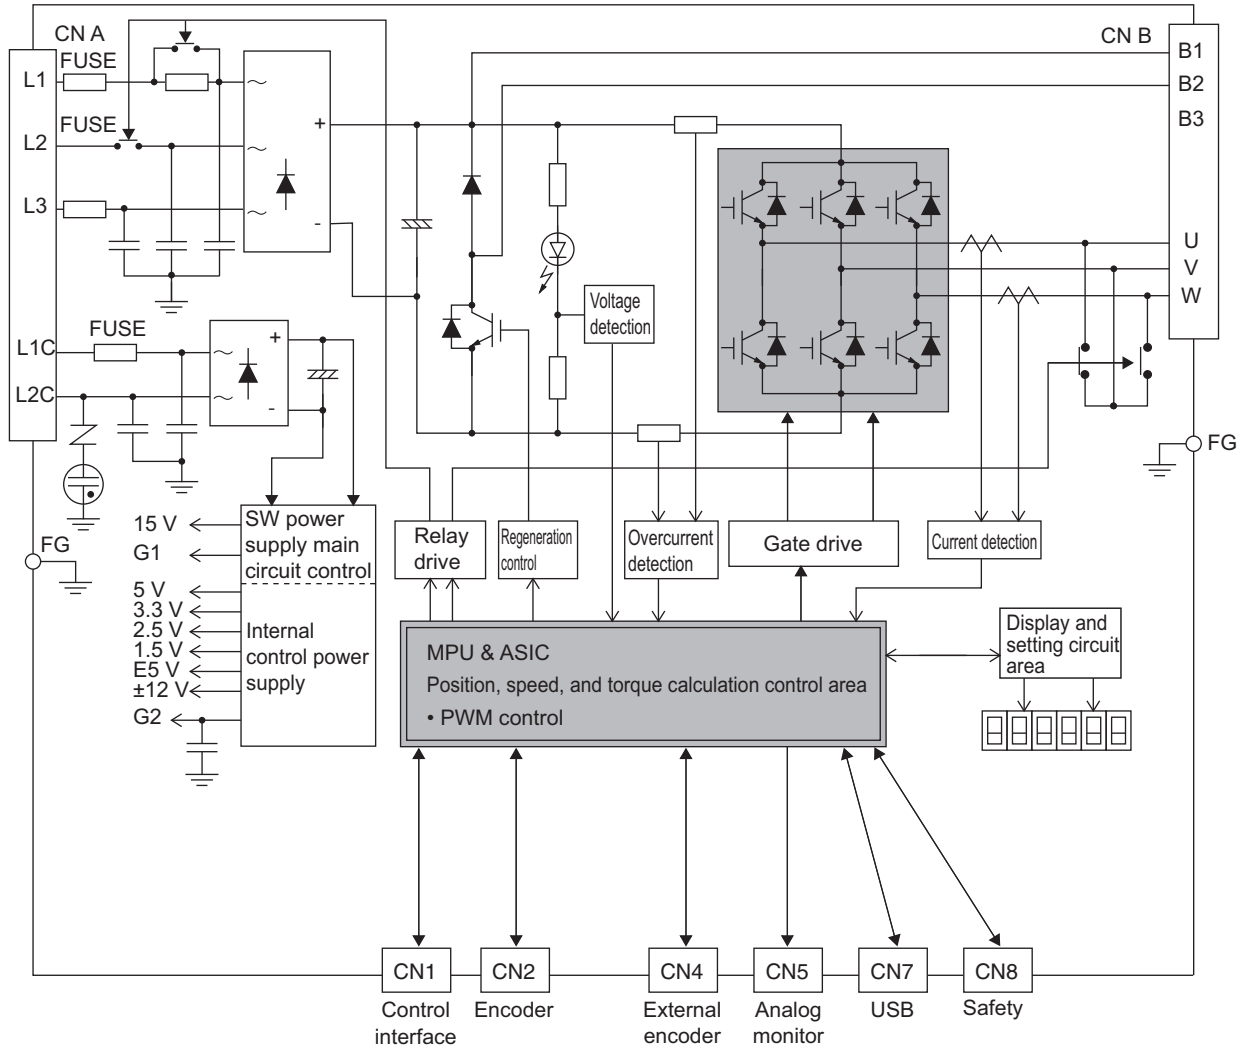 CN A
CN B
FUSE
L1
FUSE
L2
L3
+
-
B1
B2
B3
U
V
W
Voltage
detection
FUSE
L1C
L2C
+
-
FG
FG
SW power
supply main
circuit control
15 V
G1
Internal
control power
supply
5 V
3.3 V
2.5 V
1.5 V
E5 V
±12 V
G2
Relay
drive
Regeneration
control
Overcurrent
detection
Gate drive
Current detection
MPU & ASIC
Position, speed, and torque calculation control area
• PWM control
Display and
setting circuit
area
CN1
CN2
CN4
CN5
CN7
CN8
Control
interface
Encoder
External
encoder
Analog
monitor
USB
Safety